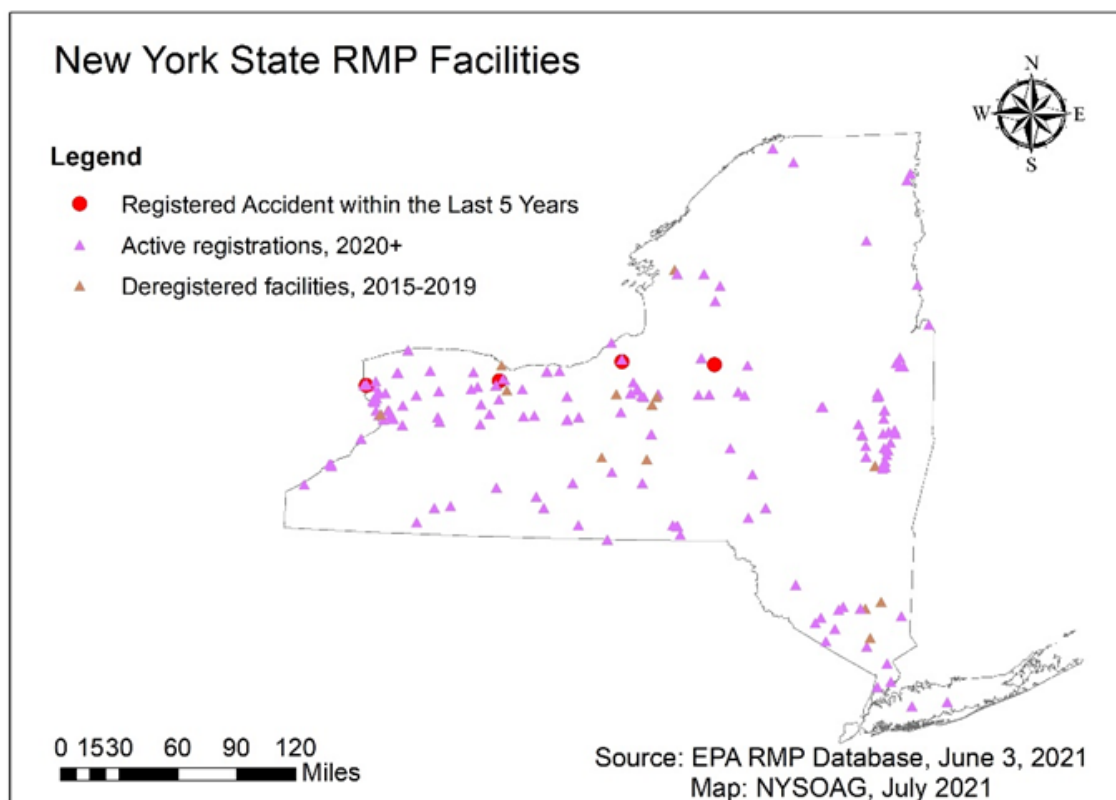 New York State RMP Facilities
N
W E
S
Legend
Registered Accident within the Last 5 Years
Active registrations, 2020+
Deregistered facilities, 2015-2019
0 1530 60 90 120
Miles
Source: EPA RMP Database, June 3, 2021
Map: NYSOAG, July 2021